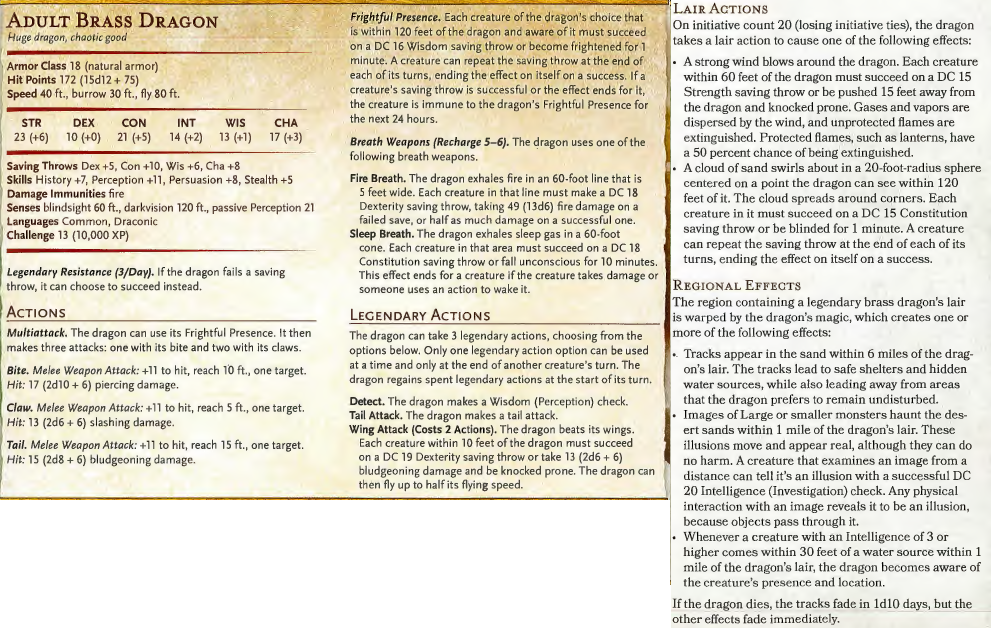 ADULT BRASS DRAGON
Huge dragon, chaotic good
Armor Class 18 (natural armor)
Hit Points 172 (15d12 + 75)
Speed 40 ft., burrow 30 ft., fly 80 ft.
STR DEX CON INT WIS CHA
23 (+6) 10 (+0) 21 (+5) 14 (+2) 13 (+1) 17 (+3)
Saving Throws Dex +5, Con +10, Wis +6, Cha +8
Skills History +7, Perception +11, Persuasion +8, Stealth +5
Damage Immunities fire
Senses blindsight 60 ft., darkvision 120 ft., passive Perception 21
Languages Common, Draconic
Challenge 13 (10,000 XP)
Legendary Resistance (3/Day). If the dragon fails a saving
throw, it can choose to succeed instead.
ACTIONS
Multiattack. The dragon can use its Frightful Presence. It then
makes three attacks: one with its bite and two with its claws.
Bite. Melee Weapon Attack: +11 to hit, reach 10 ft., one target.
Hit: 17 (2d10 + 6) piercing damage.
Claw. Melee Weapon Attack: +11 to hit, reach 5 ft., one target.
Hit: 13 (2d6 + 6) slashing damage.
Tail. Melee Weapon Attack: +11 to hit, reach 15 ft., one target.
Hit: 15 (2d8 + 6) bludgeoning damage.
Frightful Presence. Each creature of the dragon's choice that
is within 120 feet of the dragon and aware of it must succeed
on a DC 16 Wisdom saving throw or become frightened for 1
minute. A creature can repeat the saving throw at the end of
each of its turns, ending the effect on itself on a success. If a
creature's saving throw is successful or the effect ends for it,
the creature is immune to the dragon's Frightful Presence for
the next 24 hours.
Breath Weapons (Recharge 5–6). The dragon uses one of the
following breath weapons.
Fire Breath. The dragon exhales fire in an 60-foot line that is
5 feet wide. Each creature in that line must make a DC 18
Dexterity saving throw, taking 49 (13d6) fire damage on a
failed save, or half as much damage on a successful one.
Sleep Breath. The dragon exhales sleep gas in a 60-foot
cone. Each creature in that area must succeed on a DC 18
Constitution saving throw or fall unconscious for 10 minutes.
This effect ends for a creature if the creature takes damage or
someone uses an action to wake it.
LEGENDARY ACTIONS
The dragon can take 3 legendary actions, choosing from the
options below. Only one legendary action option can be used
at a time and only at the end of another creature's turn. The
dragon regains spent legendary actions at the start of its turn.
Detect. The dragon makes a Wisdom (Perception) check.
Tail Attack. The dragon makes a tail attack.
Wing Attack (Costs 2 Actions). The dragon beats its wings.
Each creature within 10 feet of the dragon must succeed
on a DC 19 Dexterity saving throw or take 13 (2d6 + 6)
bludgeoning damage and be knocked prone. The dragon can
then fly up to half its flying speed.
LAIR ACTIONS
On initiative count 20 (losing initiative ties), the dragon
takes a lair action to cause one of the following effects:
• A strong wind blows around the dragon. Each creature
within 60 feet of the dragon must succeed on a DC 15
Strength saving throw or be pushed 15 feet away from
the dragon and knocked prone. Gases and vapors are
dispersed by the wind, and unprotected flames are
extinguished. Protected flames, such as lanterns, have
a 50 percent chance of being extinguished.
• A cloud of sand swirls about in a 20-foot-radius sphere
centered on a point the dragon can see within 120
feet of it. The cloud spreads around corners. Each
creature in it must succeed on a DC 15 Constitution
saving throw or be blinded for 1 minute. A creature
can repeat the saving throw at the end of each of its
turns, ending the effect on itself on a success.
REGIONAL EFFECTS
The region containing a legendary brass dragon's lair
is warped by the dragon's magic, which creates one or
more of the following effects:
• Tracks appear in the sand within 6 miles of the drag-
on's lair. The tracks lead to safe shelters and hidden
water sources, while also leading away from areas
that the dragon prefers to remain undisturbed.
• Images of Large or smaller monsters haunt the des-
ert sands within 1 mile of the dragon's lair. These
illusions move and appear real, although they can do
no harm. A creature that examines an image from a
distance can tell it's an illusion with a successful DC
20 Intelligence (Investigation) check. Any physical
interaction with an image reveals it to be an illusion,
because objects pass through it.
• Whenever a creature with an Intelligence of 3 or
higher comes within 30 feet of a water source within 1
mile of the dragon's lair, the dragon becomes aware of
the creature's presence and location.
If the dragon dies, the tracks fade in 1d10 days, but the
other effects fade immediately.